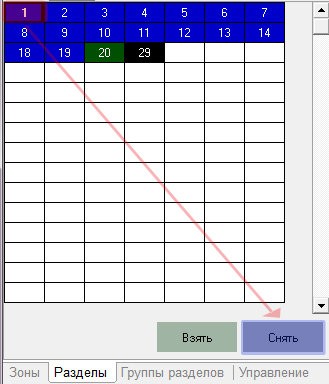 1 2 3 4 5 6 7
8 9 10 11 12 13 14
18 19 20 29
Взять Снять
Зоны Разделы Группы разделов Управление